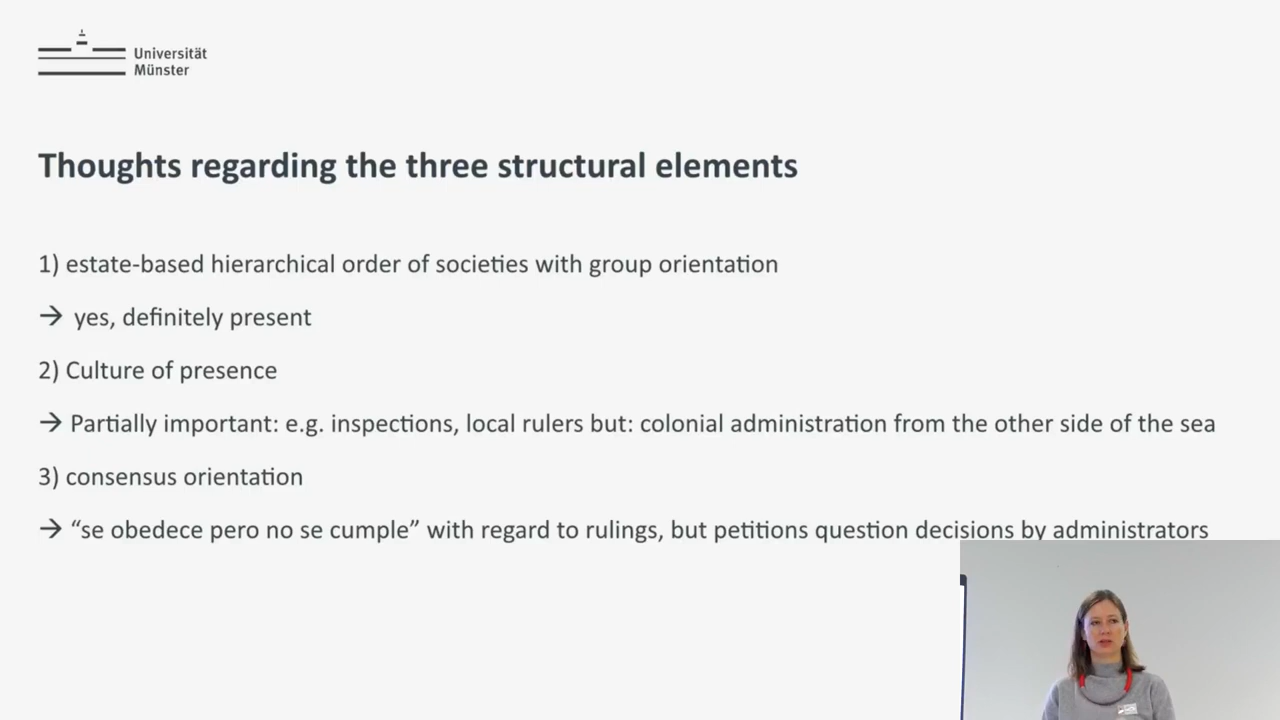 Universität
Münster
Thoughts regarding the three structural elements
1) estate-based hierarchical order of societies with group orientation
→ yes, definitely present
2) Culture of presence
→ Partially important: e.g. inspections, local rulers but: colonial administration from the other side of the sea
3) consensus orientation
→ “se obedece pero no se cumple” with regard to rulings, but petitions question decisions by administrators